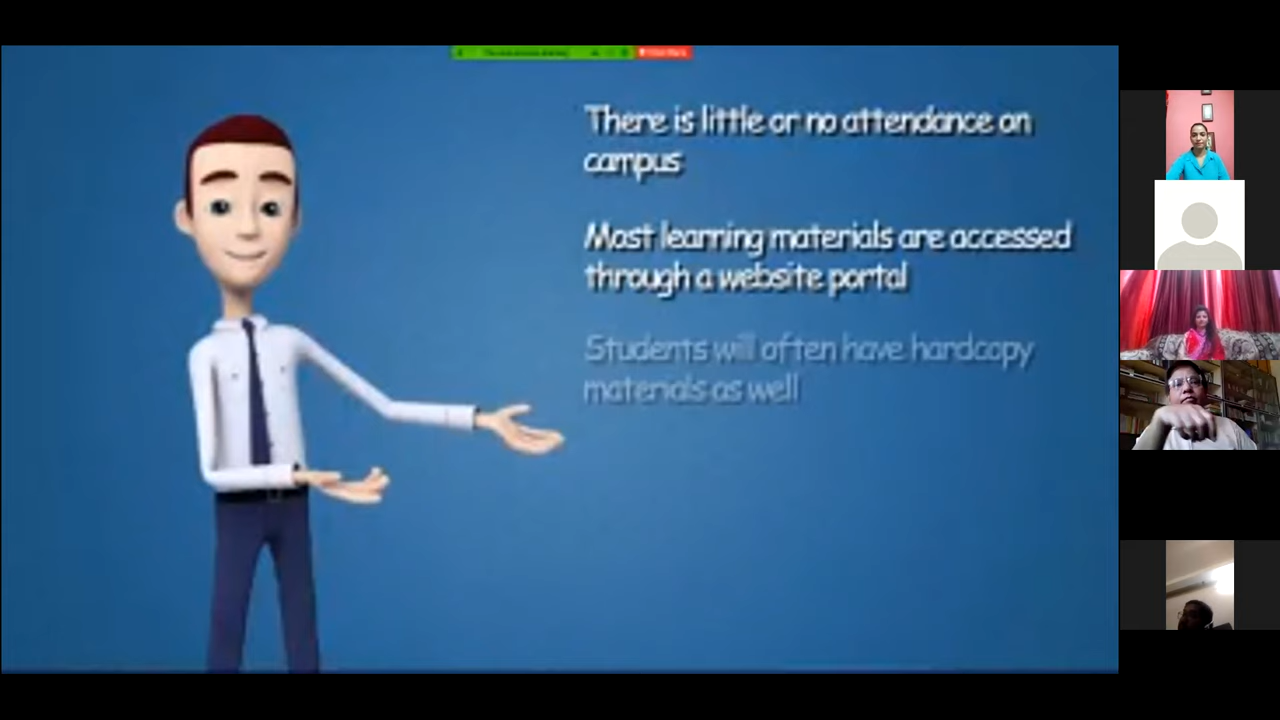 There is little or no attendance on
campus
Most learning materials are accessed
through a website portal
Students will often have hardcopy
materials as well